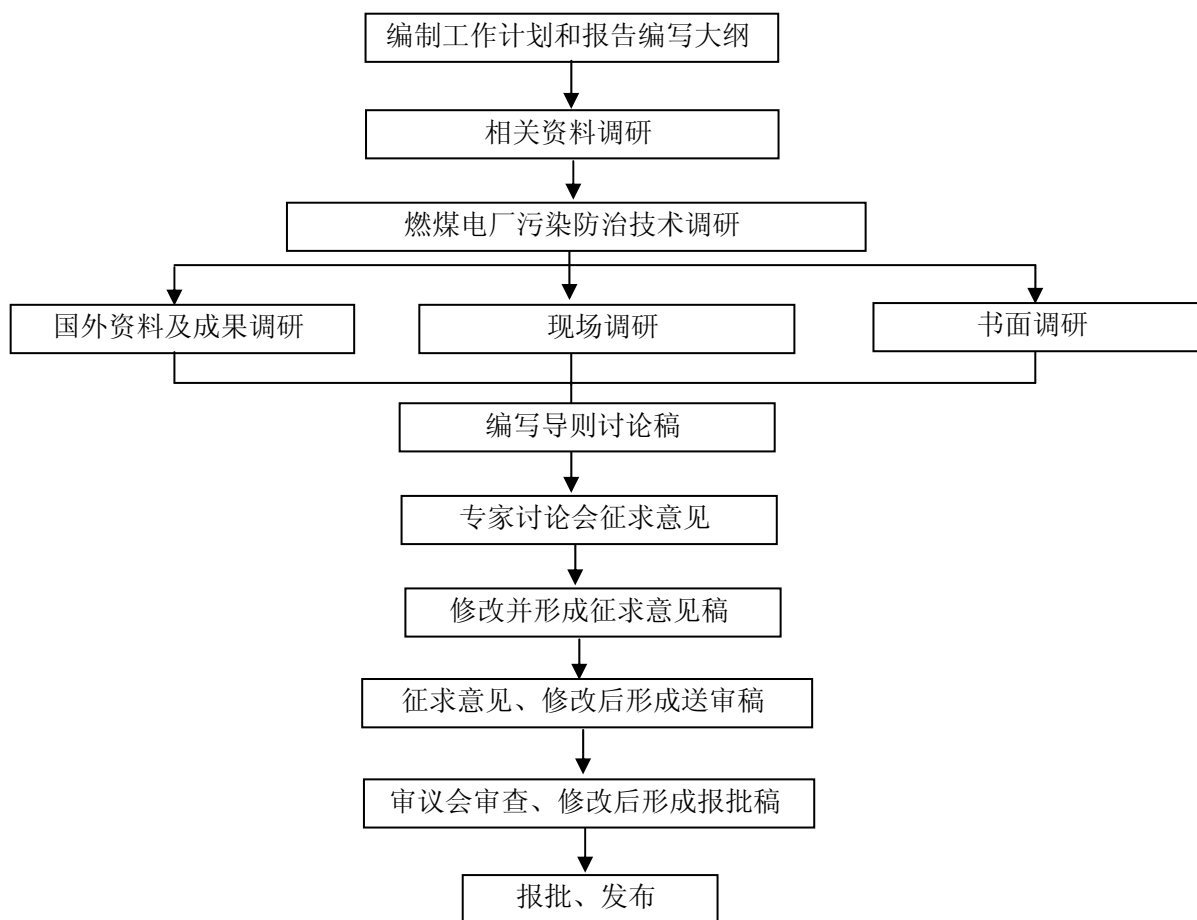 编制工作计划和报告编写大纲
相关资料调研
燃煤电厂污染防治技术调研
国外资料及成果调研
现场调研
书面调研
编写导则讨论稿
专家讨论会征求意见
修改并形成征求意见稿
征求意见、修改后形成送审稿
审议会审查、修改后形成报批稿
报批、发布